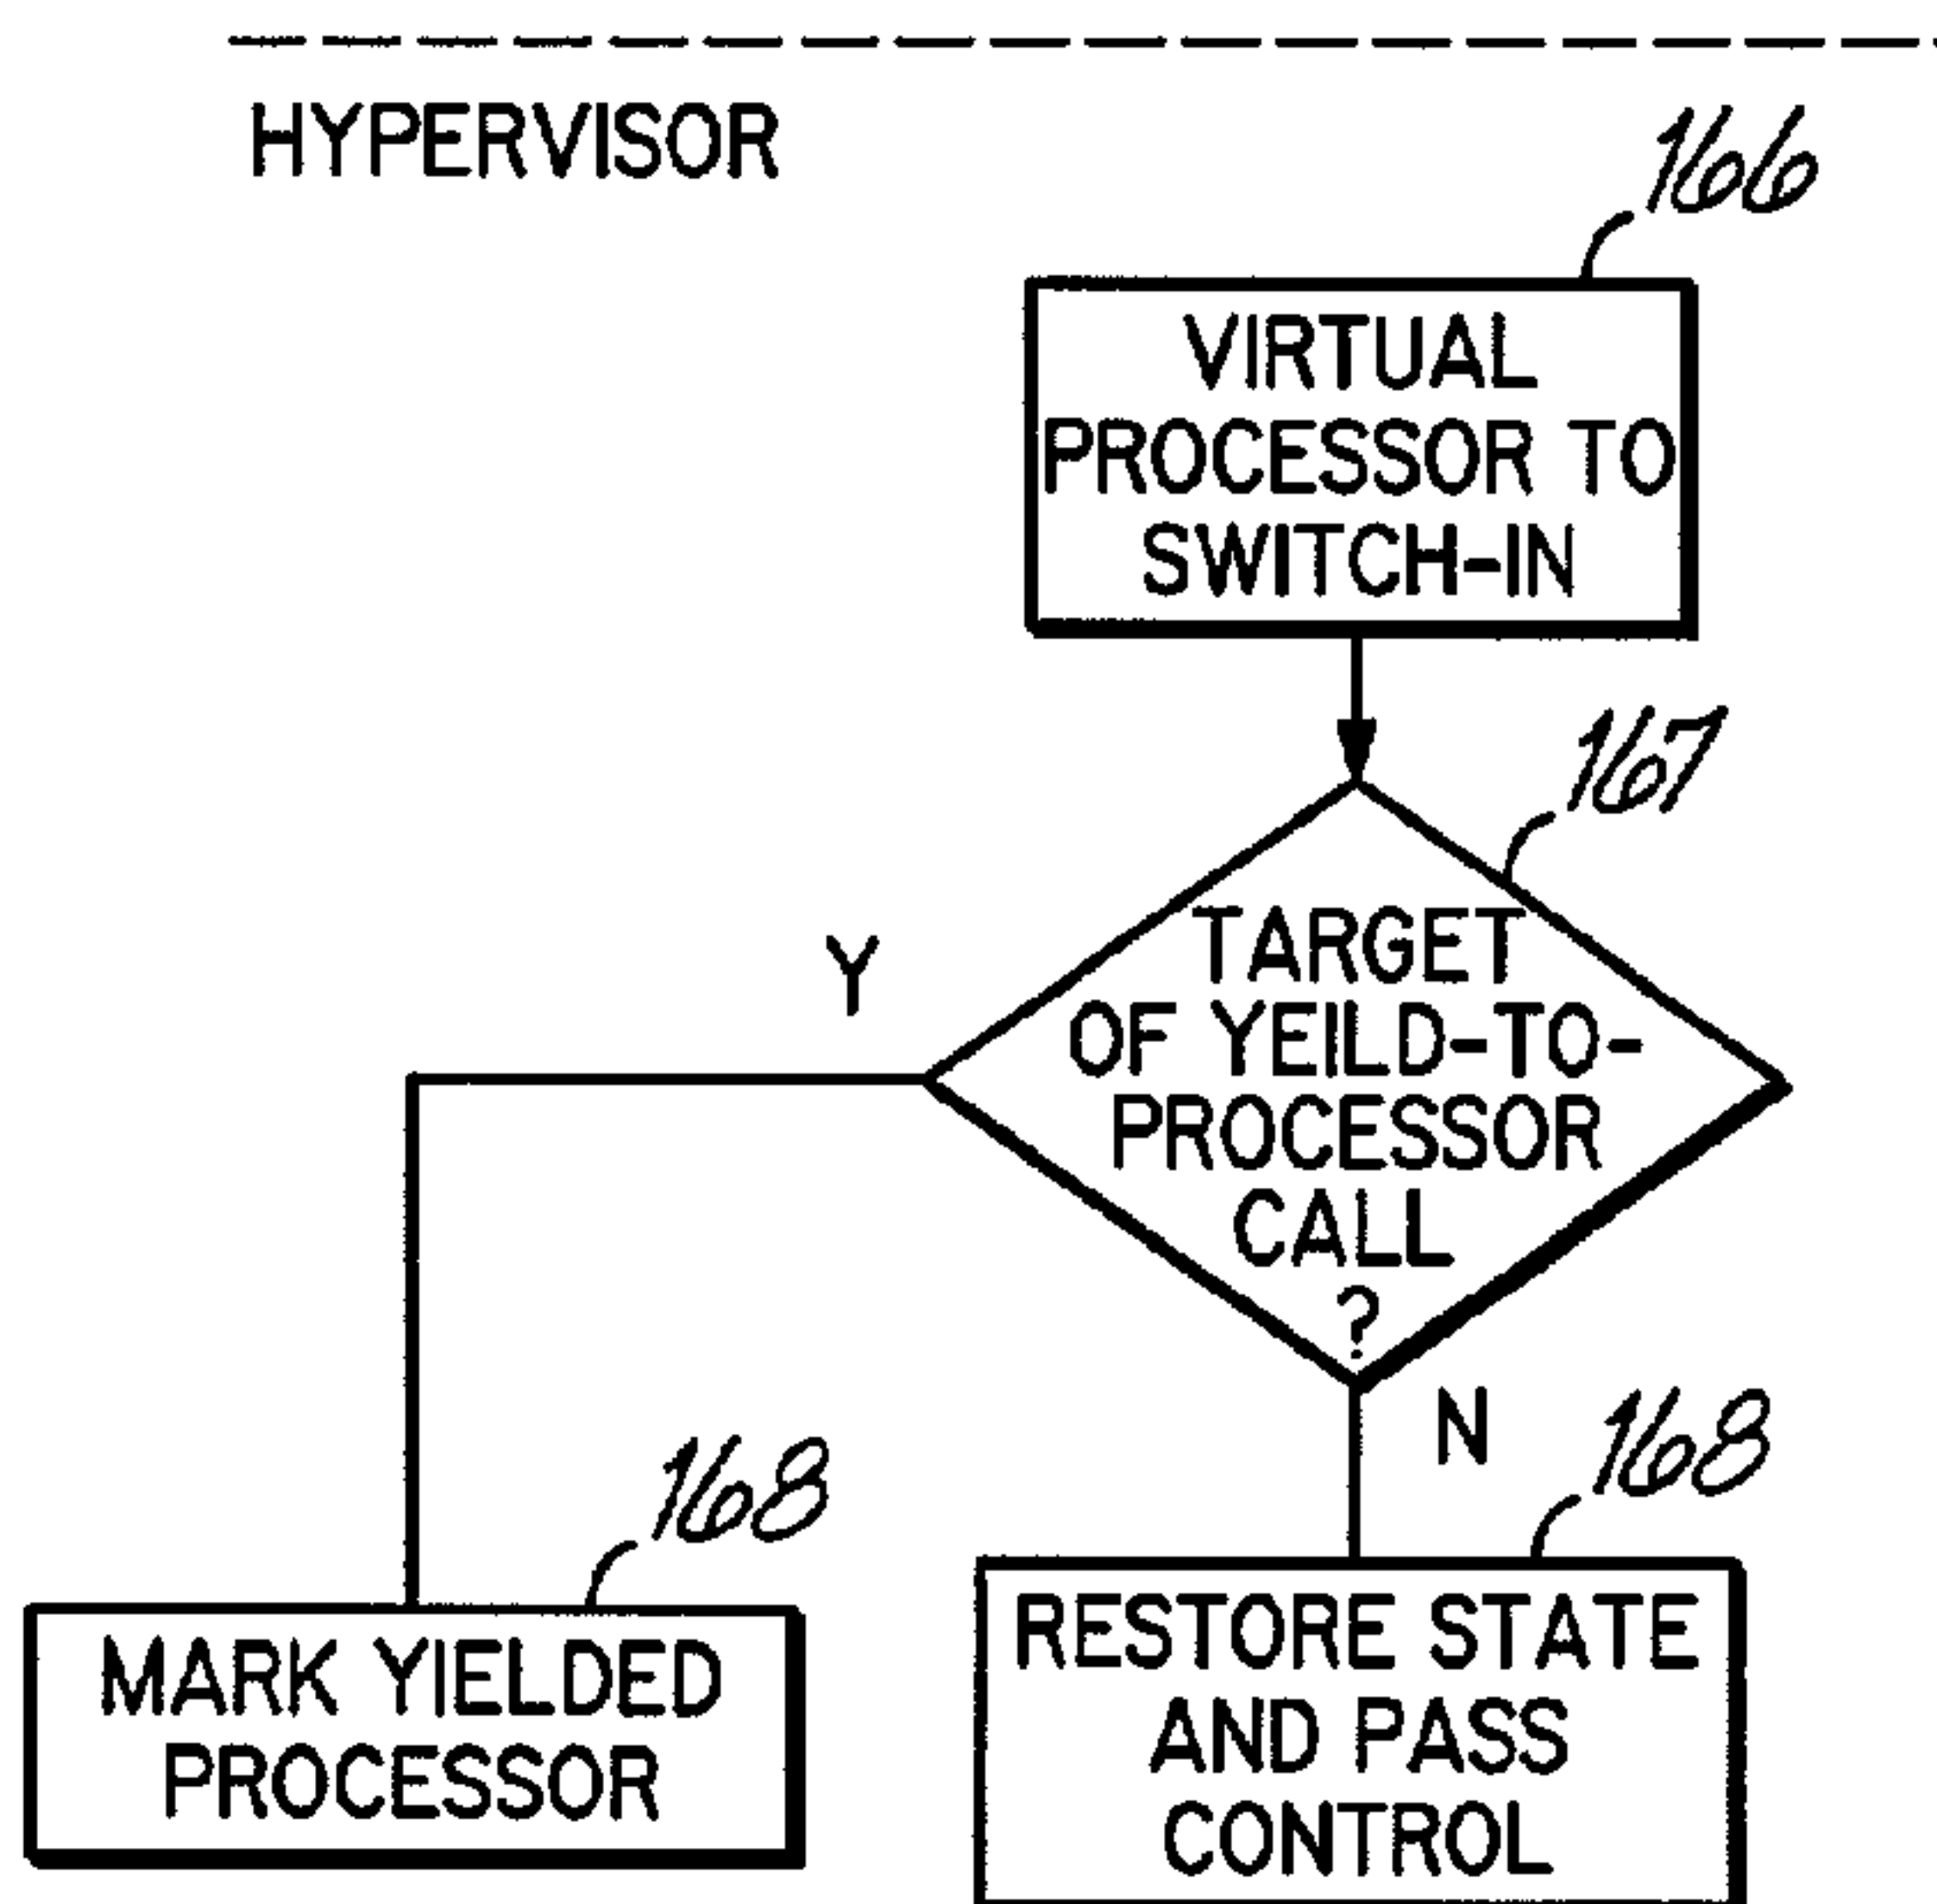 HYPERVISOR
166
VIRTUAL
PROCESSOR TO
SWITCH-IN
167
TARGET
OF YEILD-TO-
PROCESSOR
CALL
?
Y
N
168
MARK YIELDED
PROCESSOR
168
RESTORE STATE
AND PASS
CONTROL